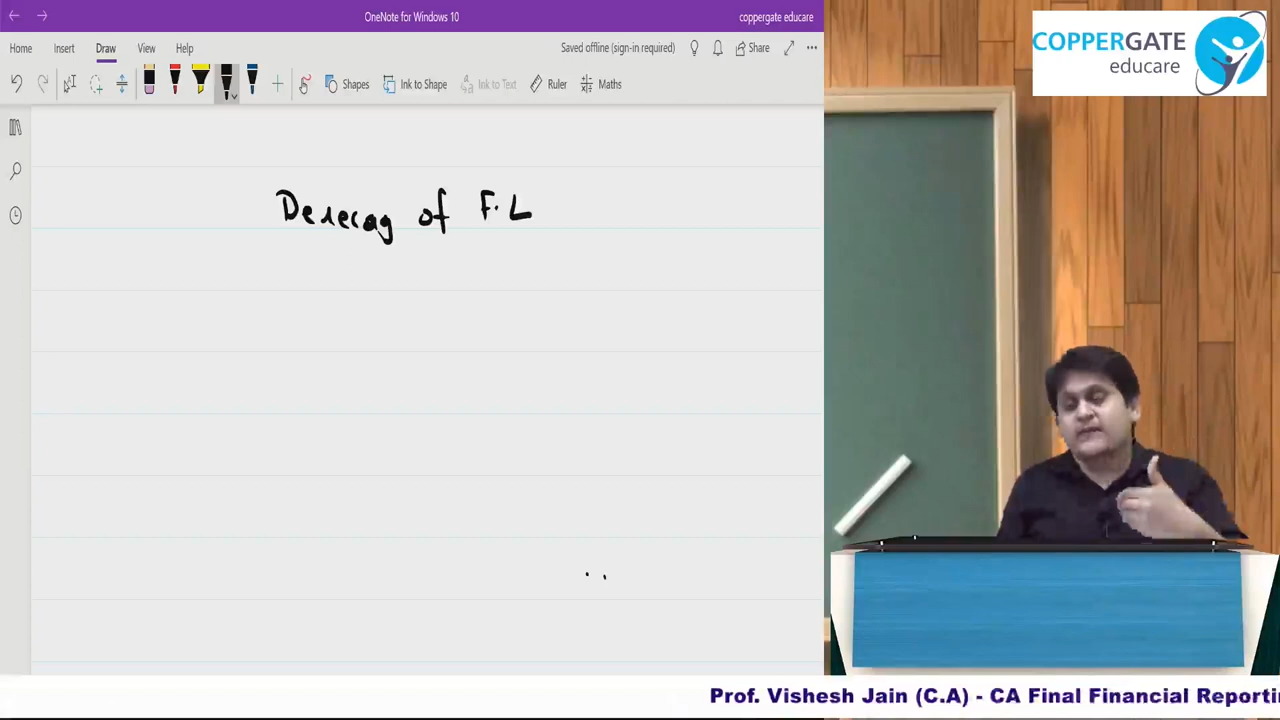 OneNote for Windows 10
coppergate educare
Home Insert Draw View Help
Saved offline (sign-in required)
Share
Shapes
Ink to Shape
Ink to Text
Ruler
Maths
COPPERGATE
educare
Derecog of F.L
Prof. Vishesh Jain (C.A) - CA Final Financial Reporti